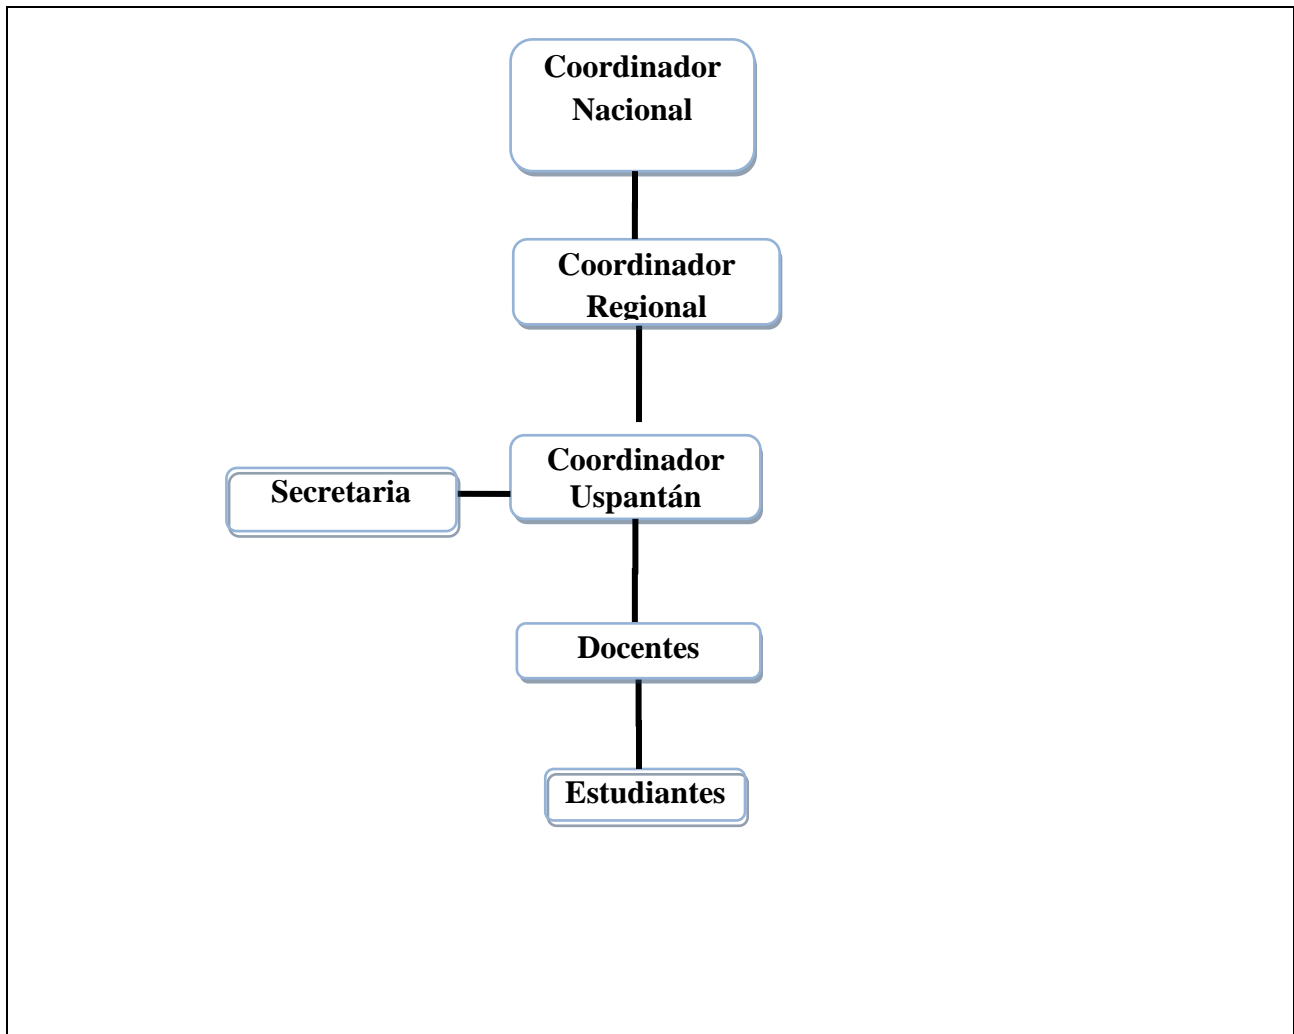 Coordinador
Nacional
Coordinador
Regional
Coordinador
Uspantán
Secretaria
Docentes
Estudiantes